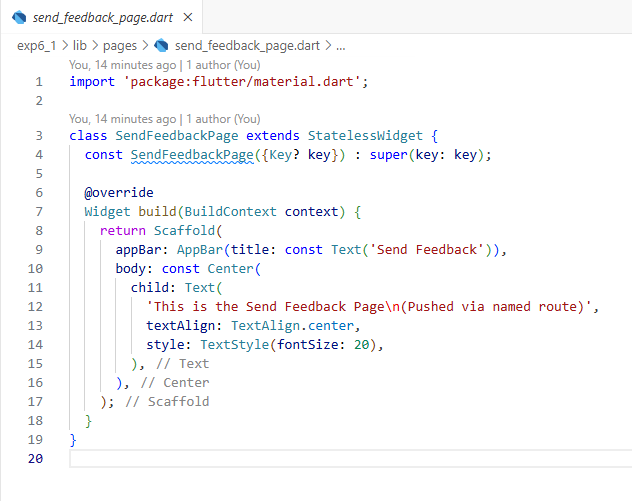 send_feedback_page.dart ×
exp6_1 > lib > pages > send_feedback_page.dart > ...
You, 14 minutes ago | 1 author (You)
1 import 'package:flutter/material.dart';
2
You, 14 minutes ago | 1 author (You)
3 class SendFeedbackPage extends StatelessWidget {
4   const SendFeedbackPage({Key? key}) : super(key: key);
5
6   @override
7   Widget build(BuildContext context) {
8     return Scaffold(
9       appBar: AppBar(title: const Text('Send Feedback')),
10       body: const Center(
11         child: Text(
12           'This is the Send Feedback Page\n(Pushed via named route)',
13           textAlign: TextAlign.center,
14           style: TextStyle(fontSize: 20),
15         ), // Text
16       ), // Center
17     ); // Scaffold
18   }
19 }
20